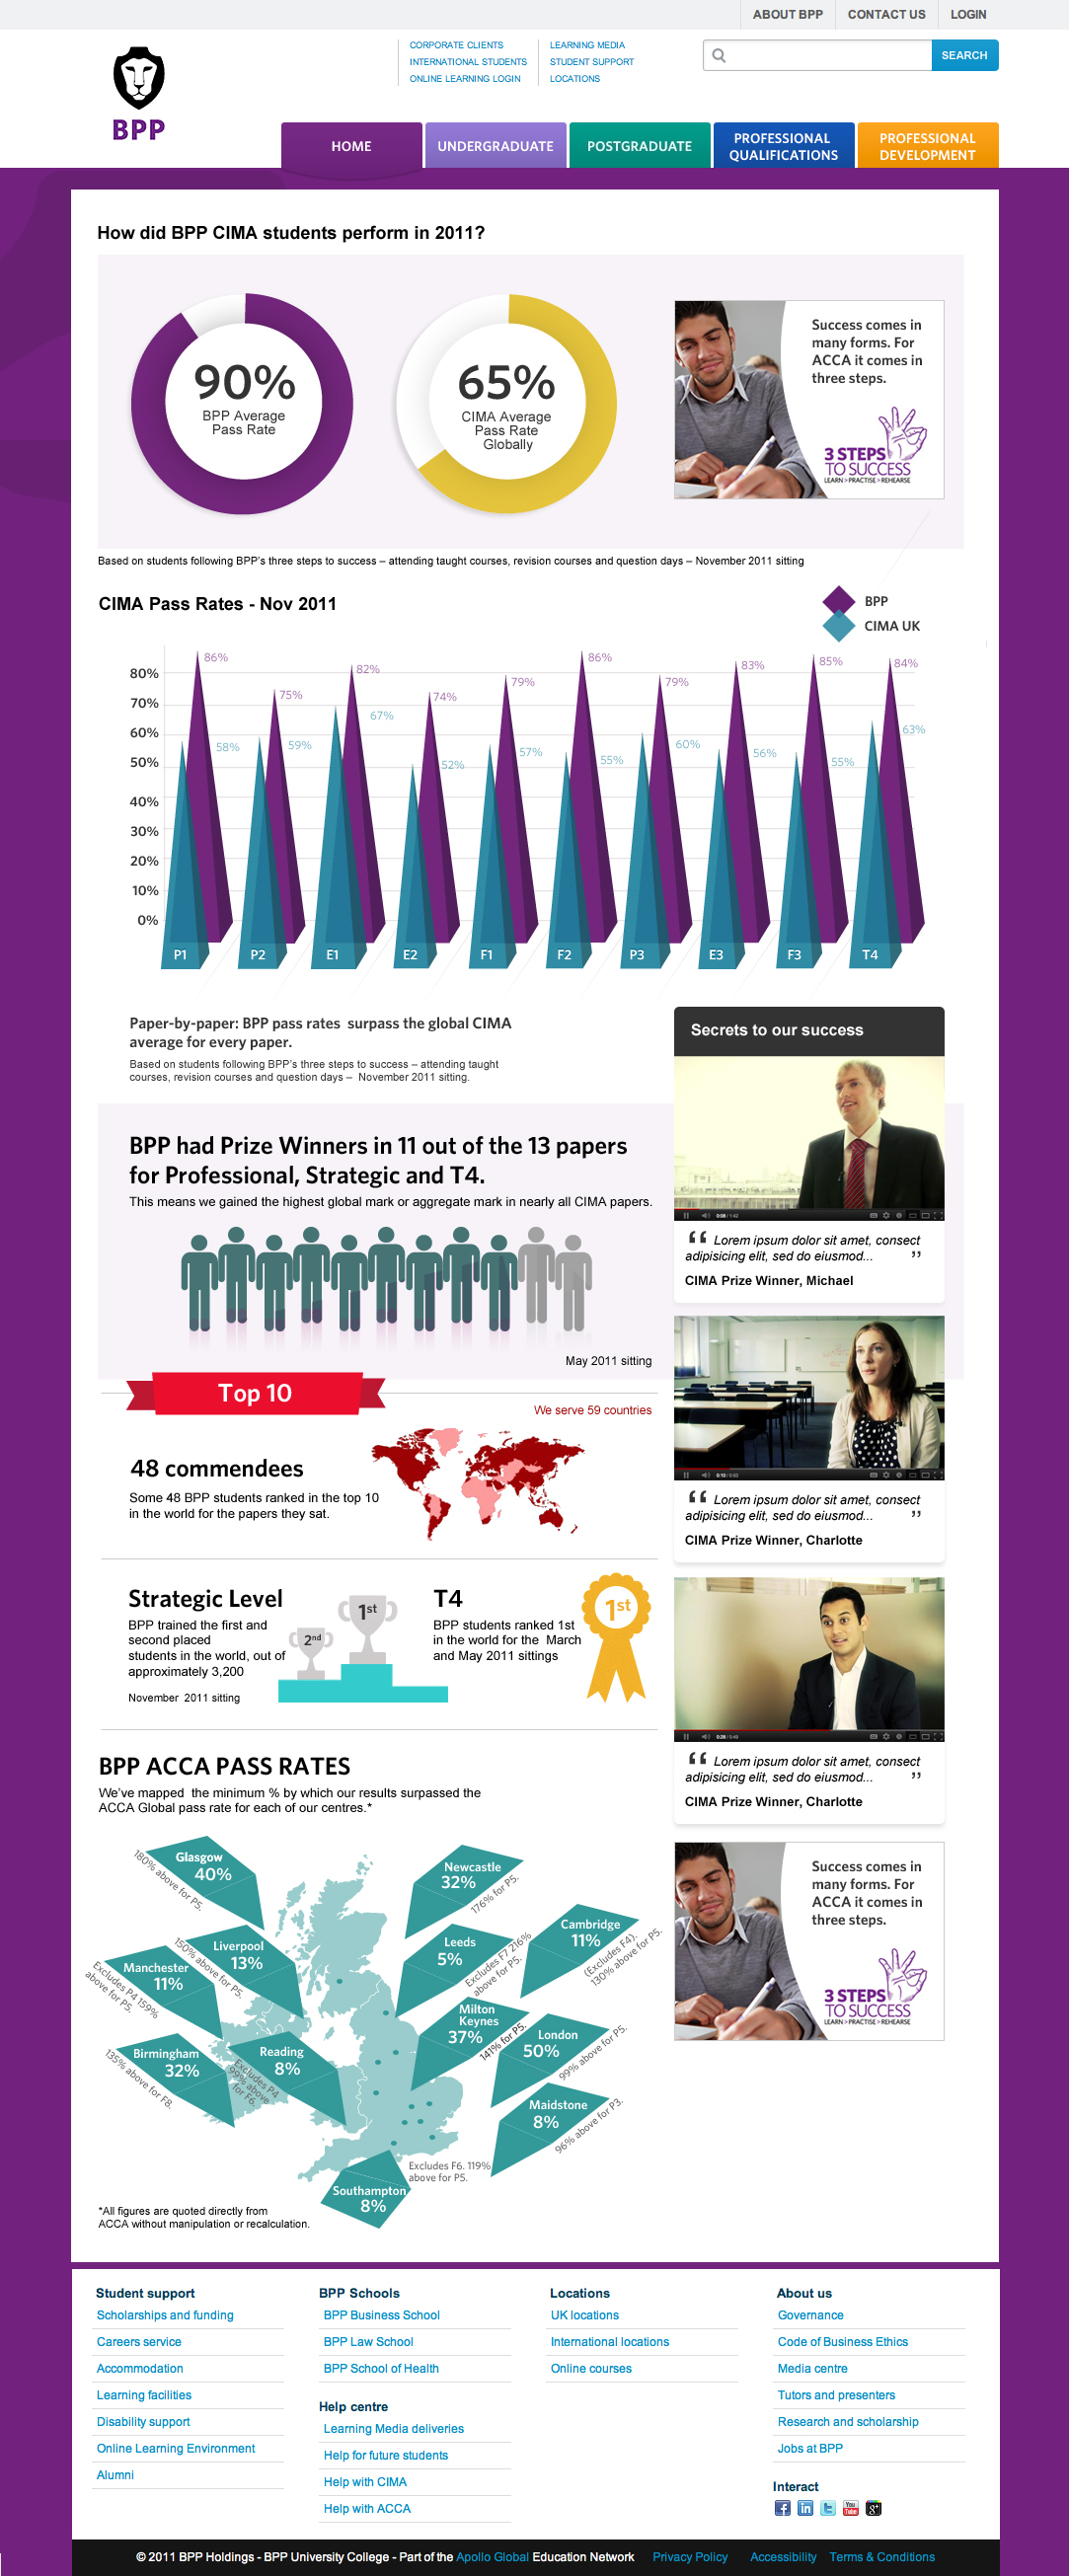 ABOUT BPP
CONTACT US
LOGIN
CORPORATE CLIENTS
INTERNATIONAL STUDENTS
ONLINE LEARNING LOGIN
LEARNING MEDIA
STUDENT SUPPORT
LOCATIONS
SEARCH
BPP
HOME
UNDERGRADUATE
POSTGRADUATE
PROFESSIONAL
QUALIFICATIONS
PROFESSIONAL
DEVELOPMENT
How did BPP CIMA students perform in 2011?
90%
BPP Average
Pass Rate
65%
CIMA Average
Pass Rate
Globally
Success comes in
many forms. For
ACCA it comes in
three steps.
3 STEPS
TO SUCCESS
LEARN > PRACTISE > REHEARSE
Based on students following BPP's three steps to success – attending taught courses, revision courses and question days – November 2011 sitting
CIMA Pass Rates - Nov 2011
BPP
CIMA UK
80%
70%
60%
50%
40%
30%
20%
10%
0%
86%
75%
82%
74%
79%
86%
79%
83%
85%
84%
58%
59%
67%
52%
57%
55%
60%
56%
55%
63%
P1
P2
E1
E2
F1
F2
P3
E3
F3
T4
Paper-by-paper: BPP pass rates surpass the global CIMA
average for every paper.
Based on students following BPP's three steps to success – attending taught
courses, revision courses and question days – November 2011 sitting.
BPP had Prize Winners in 11 out of the 13 papers
for Professional, Strategic and T4.
This means we gained the highest global mark or aggregate mark in nearly all CIMA papers.
May 2011 sitting
Top 10
We serve 59 countries
48 commendees
Some 48 BPP students ranked in the top 10
in the world for the papers they sat.
Strategic Level
BPP trained the first and
second placed
students in the world, out of
approximately 3,200
November 2011 sitting
2nd
1st
T4
BPP students ranked 1st
in the world for the March
and May 2011 sittings
1st
Secrets to our success
“ Lorem ipsum dolor sit amet, consect
adipisicing elit, sed do eiusmod... ”
CIMA Prize Winner, Michael
“ Lorem ipsum dolor sit amet, consect
adipisicing elit, sed do eiusmod... ”
CIMA Prize Winner, Charlotte
“ Lorem ipsum dolor sit amet, consect
adipisicing elit, sed do eiusmod... ”
CIMA Prize Winner, Charlotte
Success comes in
many forms. For
ACCA it comes in
three steps.
3 STEPS
TO SUCCESS
LEARN > PRACTISE > REHEARSE
BPP ACCA PASS RATES
We've mapped the minimum % by which our results surpassed the
ACCA Global pass rate for each of our centres.*
Glasgow
40%
180% above for P5.
Newcastle
32%
176% for P5.
Cambridge
11%
(Excludes F4).
130% above for P5.
Liverpool
13%
150% above for P5.
Leeds
5%
Excludes F7 216%
above for P5.
Manchester
11%
Excludes P4 159%
above for P5.
Milton
Keynes
37%
141% for P5.
London
50%
99% above for P5.
Birmingham
32%
135% above for F8.
Reading
8%
Excludes P4
99% above
for F6.
Maidstone
8%
96% above for P3.
Southampton
8%
Excludes F6. 119%
above for P5.
*All figures are quoted directly from
ACCA without manipulation or recalculation.
Student support
Scholarships and funding
Careers service
Accommodation
Learning facilities
Disability support
Online Learning Environment
Alumni
BPP Schools
BPP Business School
BPP Law School
BPP School of Health
Help centre
Learning Media deliveries
Help for future students
Help with CIMA
Help with ACCA
Locations
UK locations
International locations
Online courses
About us
Governance
Code of Business Ethics
Media centre
Tutors and presenters
Research and scholarship
Jobs at BPP
Interact
© 2011 BPP Holdings - BPP University College - Part of the Apollo Global Education Network
Privacy Policy
Accessibility
Terms & Conditions